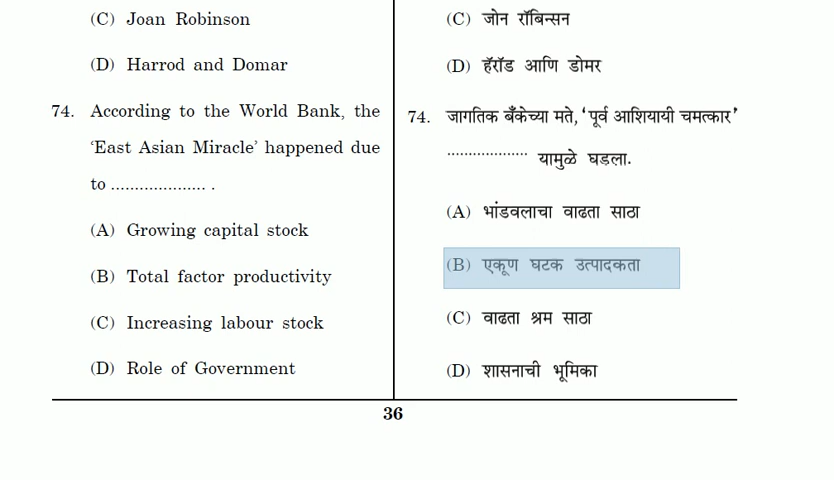 (C) Joan Robinson
(D) Harrod and Domar
74. According to the World Bank, the
‘East Asian Miracle’ happened due
to .................... .
(A) Growing capital stock
(B) Total factor productivity
(C) Increasing labour stock
(D) Role of Government
(C) जोन रॉबिन्सन
(D) हॅरॉड आणि डोमर
74. जागतिक बँकेच्या मते, ‘पूर्व आशियायी चमत्कार’
.................... यामुळे घडला.
(A) भांडवलाचा वाढता साठा
(B) एकूण घटक उत्पादकता
(C) वाढता श्रम साठा
(D) शासनाची भूमिका
36